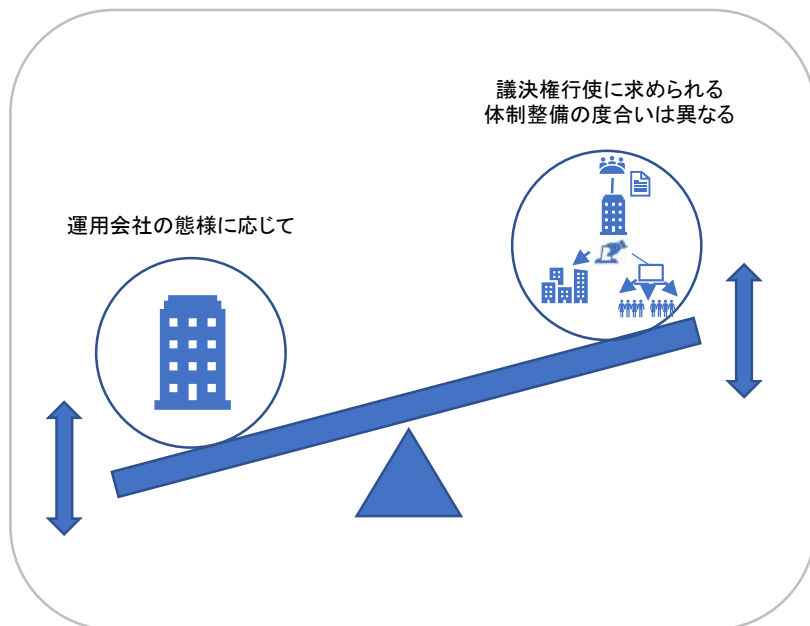 議決権行使に求められる
体制整備の度合いは異なる
運用会社の態様に応じて